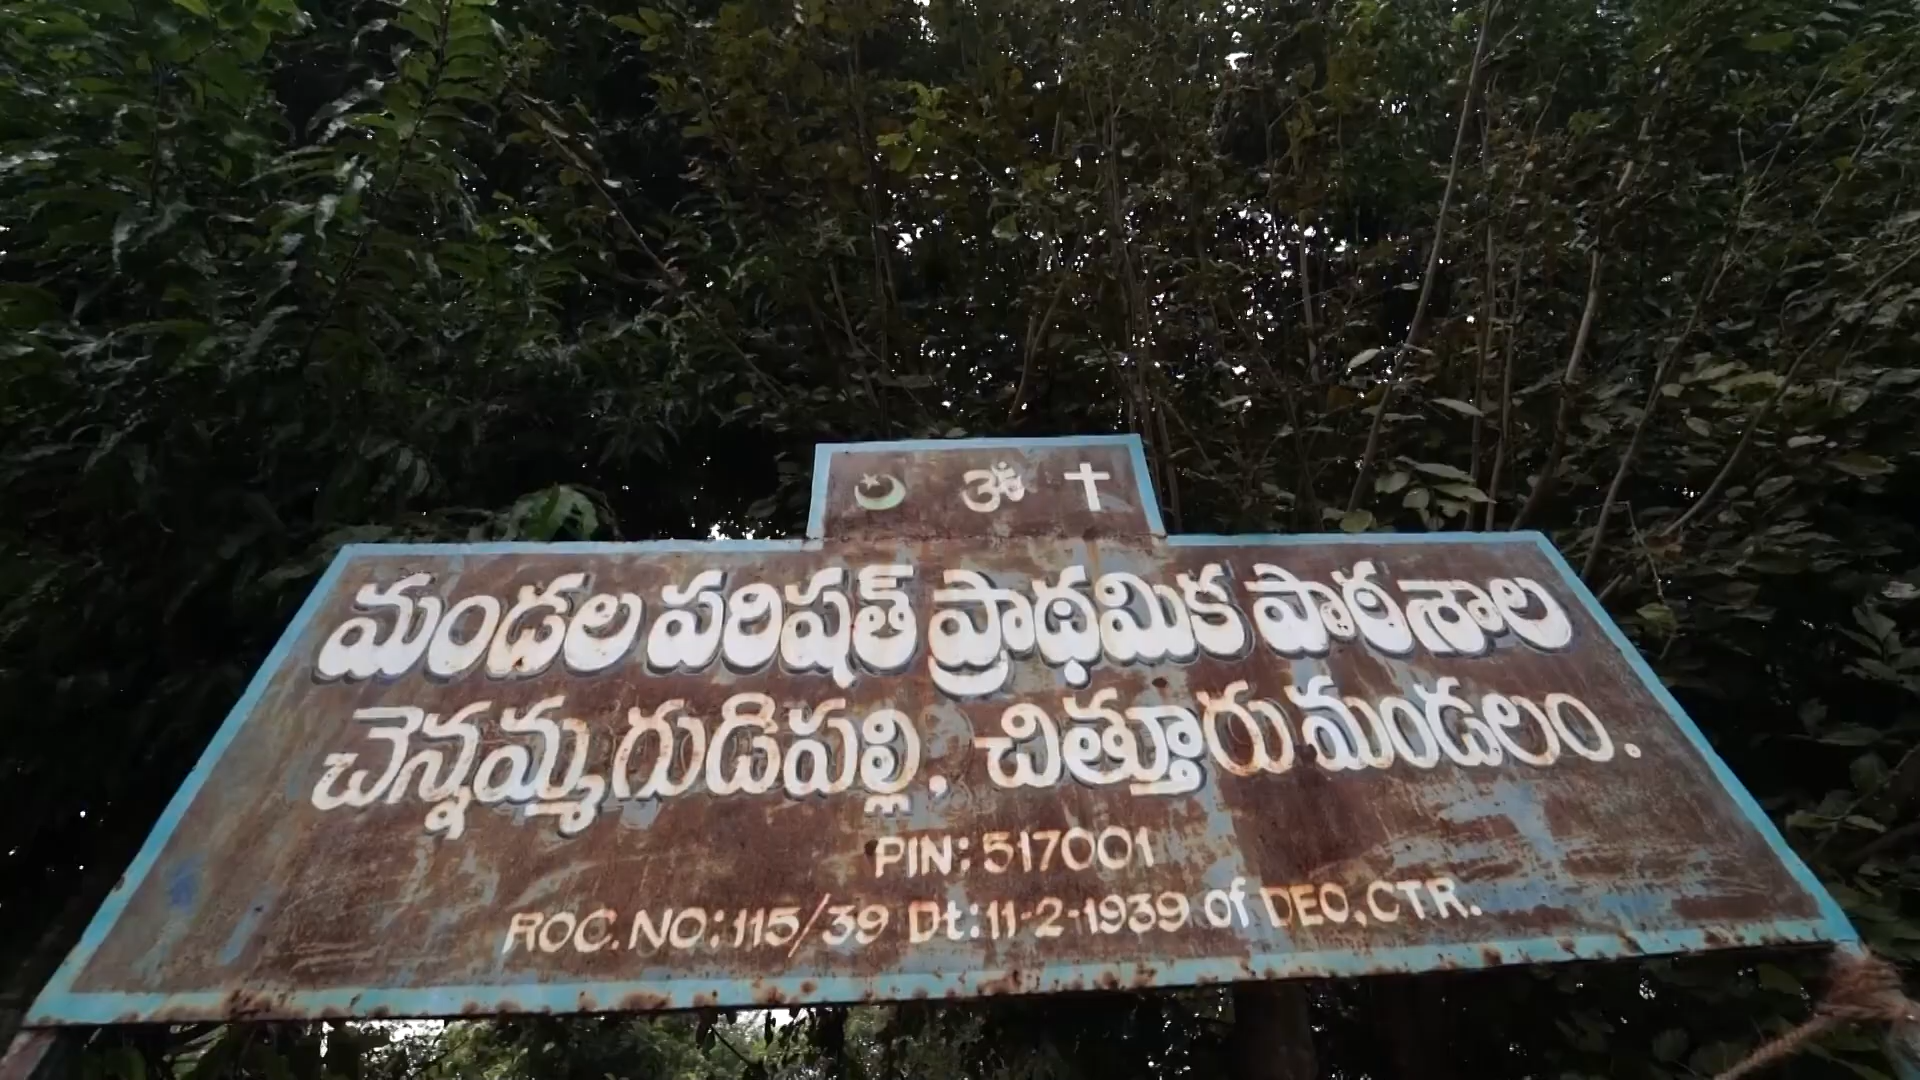 ॐ
మండల పరిషత్ ప్రాథమిక పాఠశాల
చెన్నమ్మగుడిపల్లి. చిత్తూరు మండలం.
PIN: 517001
ROC. NO: 115/39 Dt: 11-2-1939 of DEO, CTR.